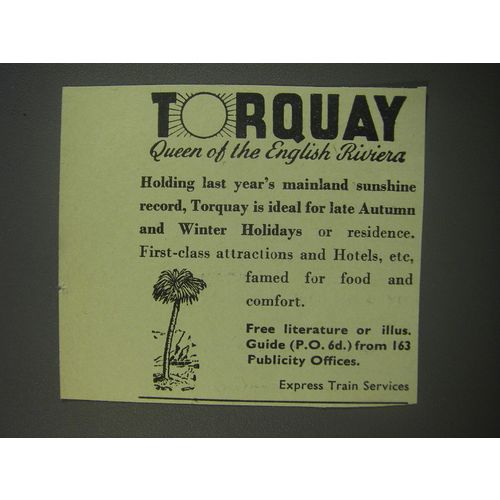 TORQUAY
Queen of the English Riviera
Holding last year's mainland sunshine
record, Torquay is ideal for late Autumn
and Winter Holidays or residence.
First-class attractions and Hotels, etc,
famed for food and
comfort.
Free literature or illus.
Guide (P.O. 6d.) from 163
Publicity Offices.
Express Train Services